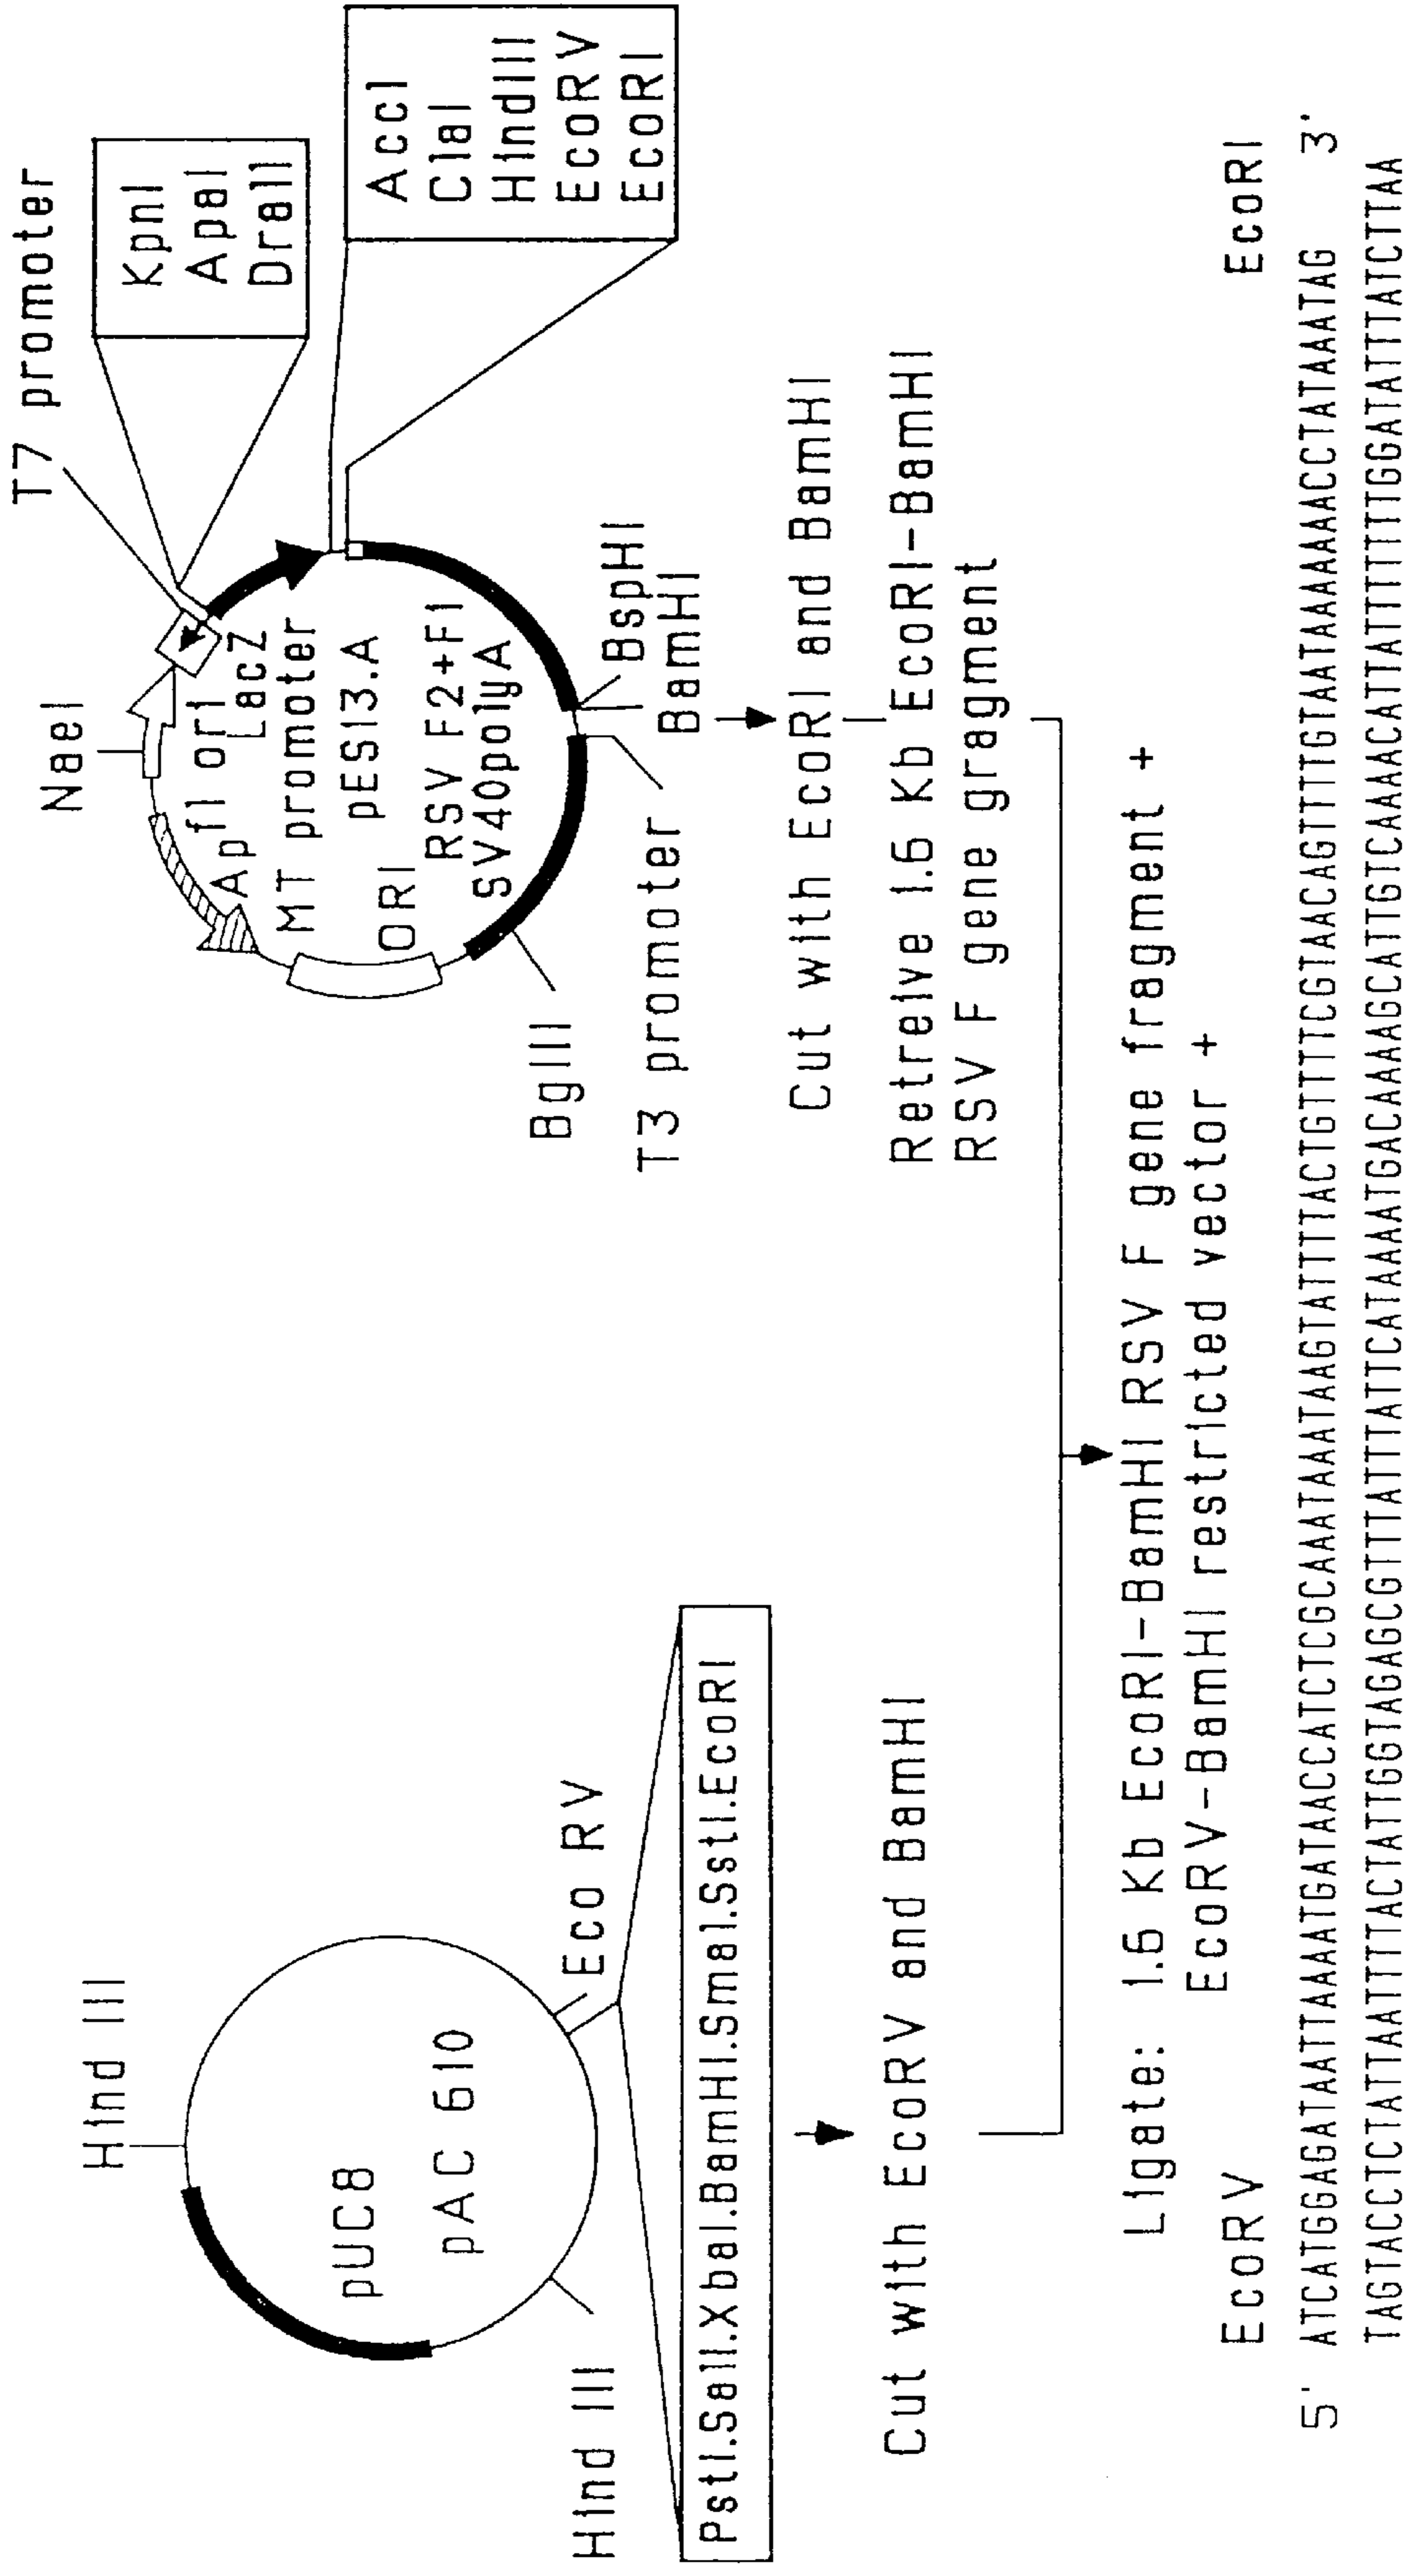 Hind III
pUC8
pAC 610
Hind III
Eco RV
PstI.SalI.XbaI.BamHI.SmaI.SstI.EcoRI
Cut with EcoRV and BamHI
T7 promoter
NaeI
KpnI
ApaI
DraII
f1 ori
LacZ
Ap
MT promoter
pES13.A
ORI
RSV F2+F1
SV40polyA
AccI
ClaI
HindIII
EcoRV
EcoRI
BglII
BspHI
BamHI
T3 promoter
Cut with EcoRI and BamHI
Retreive 1.6 Kb EcoRI-BamHI
RSV F gene gragment
Ligate: 1.6 Kb EcoRI-BamHI RSV F gene fragment +
EcoRV-BamHI restricted vector +
EcoRV EcoRI
5' ATCATGGAGATAATTAAAATGATAACCATCTCGCAAATAAATAAGTATTTTACTGTTTTCGTAACAGTTTTGTAATAAAAAAACCTATAAATAG 3'
TAGTACCTCTATTAATTTTACTATTGGTAGAGCGTTTATTTATTCATAAAATGACAAAAGCATTGTCAAAACATTATTTTTTTGGATATTTATCTTAA